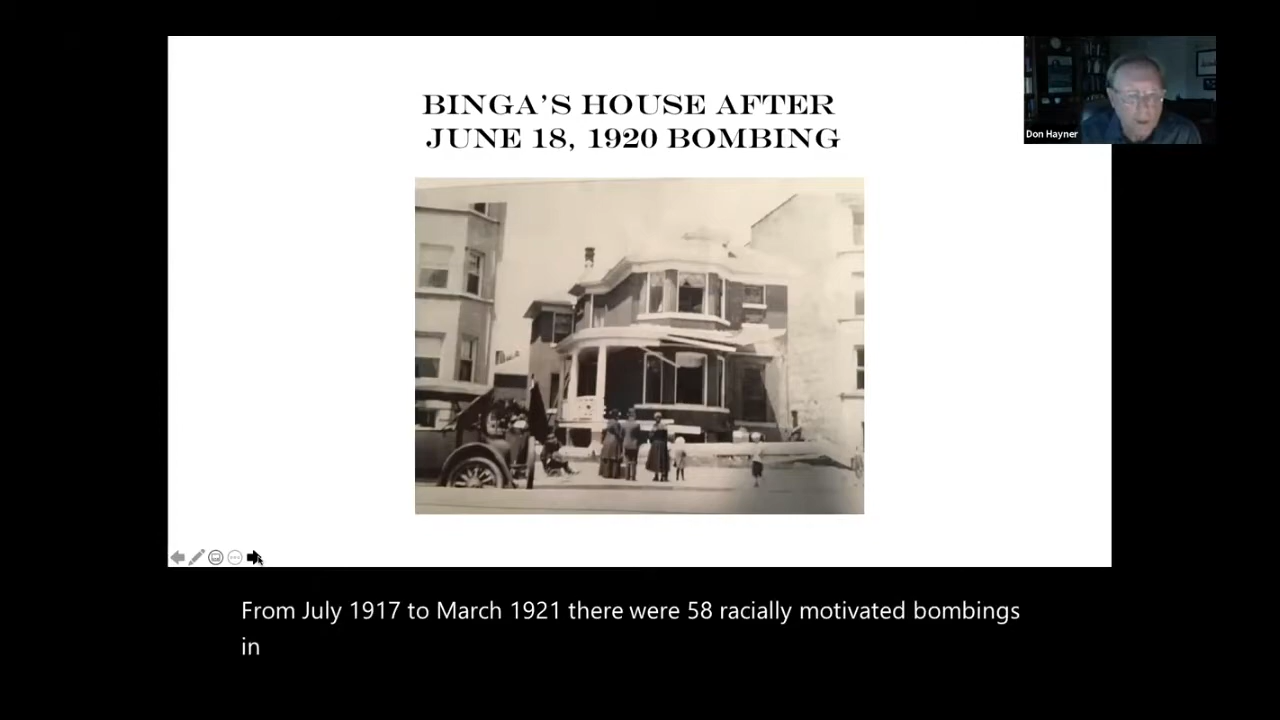 BINGA'S HOUSE AFTER
JUNE 18, 1920 BOMBING
Don Hayner
From July 1917 to March 1921 there were 58 racially motivated bombings
in